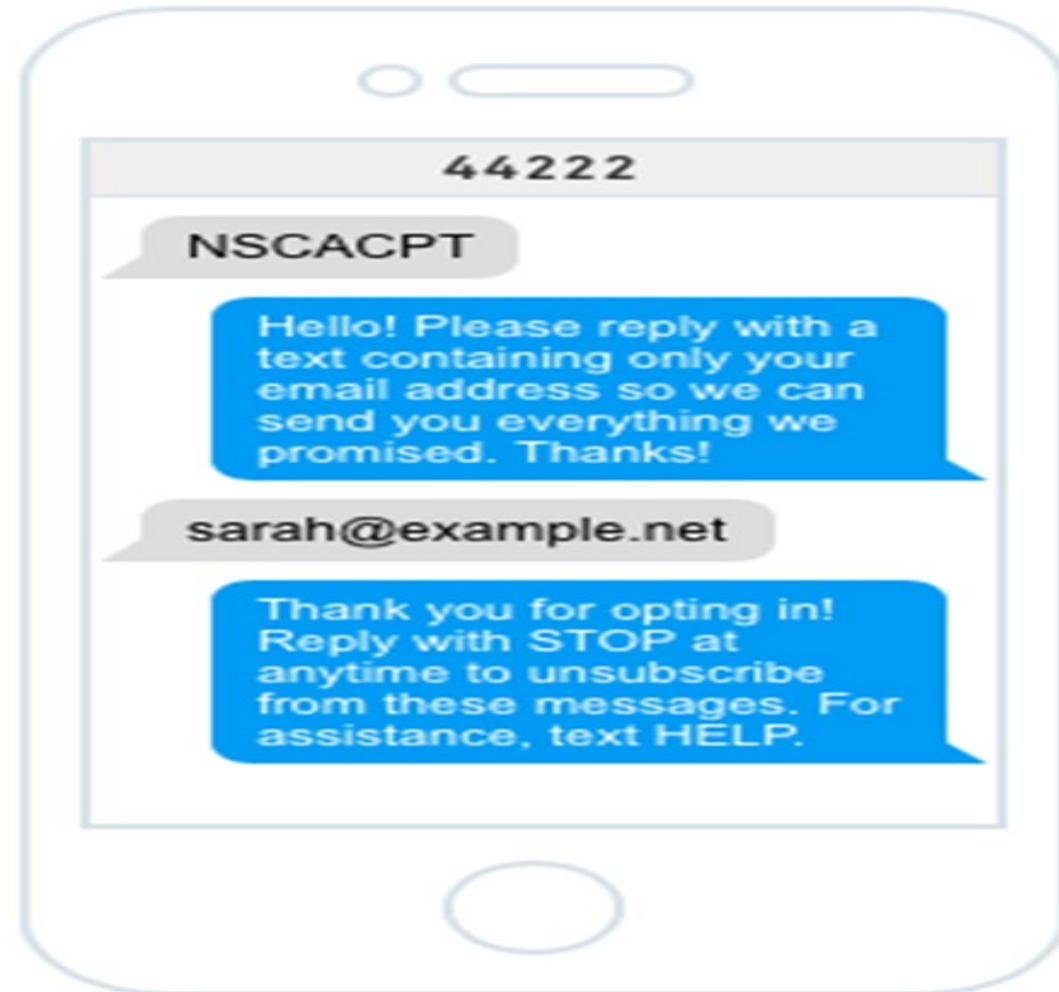 44222
NSCACPT
Hello! Please reply with a
text containing only your
email address so we can
send you everything we
promised. Thanks!
sarah@example.net
Thank you for opting in!
Reply with STOP at
anytime to unsubscribe
from these messages. For
assistance, text HELP.